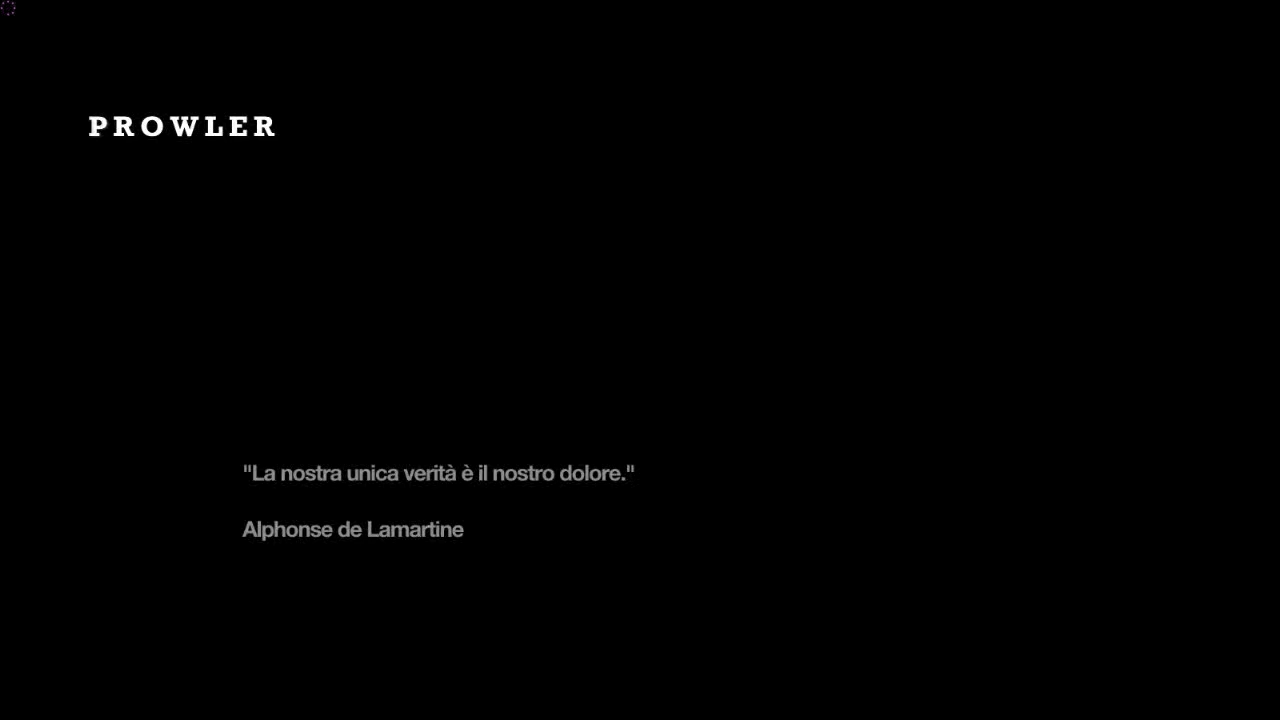 PROWLER
"La nostra unica verità è il nostro dolore."
Alphonse de Lamartine